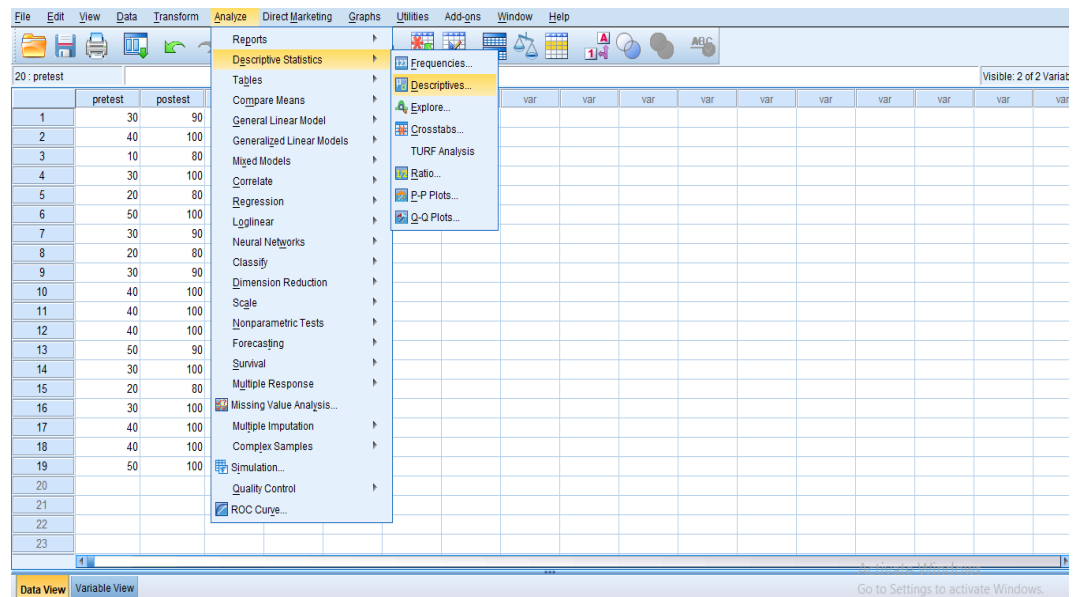 File Edit View Data Transform Analyze Direct Marketing Graphs Utilities Add-ons Window Help
20 : pretest
Visible: 2 of 2 Variab
pretest postest var var var var var var var var var var
1 30 90
2 40 100
3 10 80
4 30 100
5 20 80
6 50 100
7 30 90
8 20 80
9 30 90
10 40 100
11 40 100
12 40 100
13 50 90
14 30 100
15 20 80
16 30 100
17 40 100
18 40 100
19 50 100
20
21
22
23
Reports
Descriptive Statistics
Tables
Compare Means
General Linear Model
Generalized Linear Models
Mixed Models
Correlate
Regression
Loglinear
Neural Networks
Classify
Dimension Reduction
Scale
Nonparametric Tests
Forecasting
Survival
Multiple Response
Missing Value Analysis...
Multiple Imputation
Complex Samples
Simulation...
Quality Control
ROC Curve...
Frequencies...
Descriptives...
Explore...
Crosstabs...
TURF Analysis
Ratio...
P-P Plots...
Q-Q Plots...
Data View Variable View
Go to Settings to activate Windows.